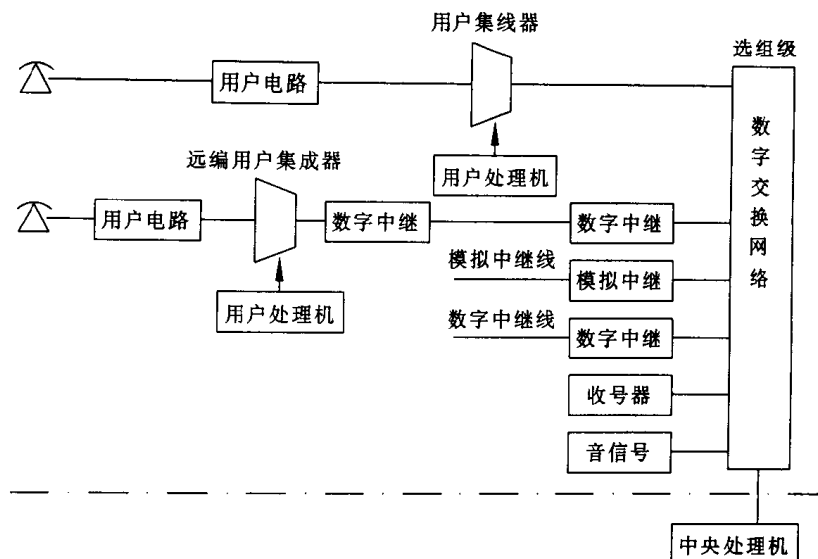 用户集线器
选组级
用户电路
用户处理机
数字交换网络
远编用户集成器
用户电路
数字中继
数字中继
用户处理机
模拟中继线
模拟中继
数字中继线
数字中继
收号器
音信号
中央处理机